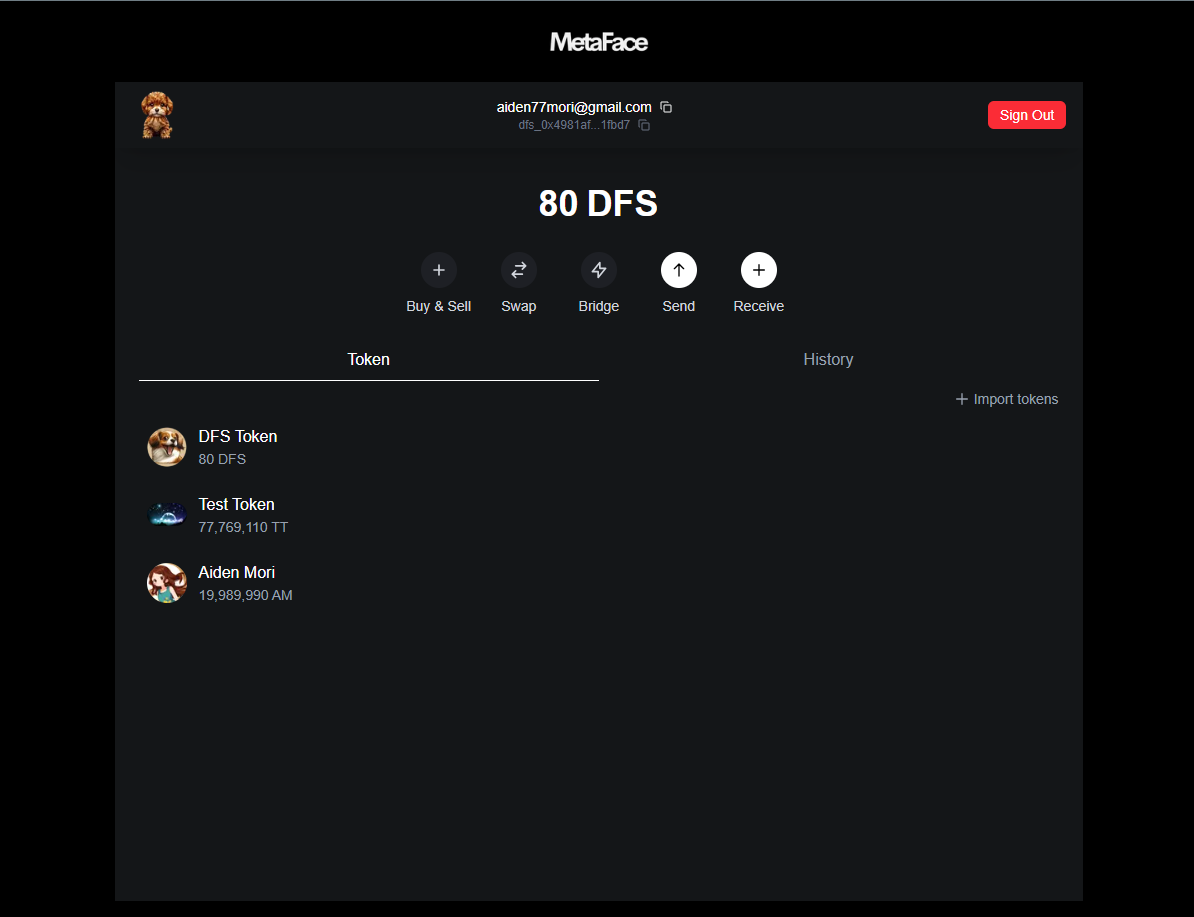 MetaFace
aiden77mori@gmail.com
dfs_0x4981af...1fbd7
Sign Out
80 DFS
Buy & Sell
Swap
Bridge
Send
Receive
Token
History
Import tokens
DFS Token
80 DFS
Test Token
77,769,110 TT
Aiden Mori
19,989,990 AM